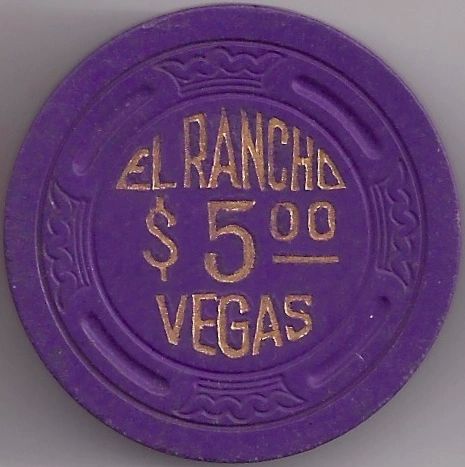 EL RANCHO
$ 5 00
VEGAS